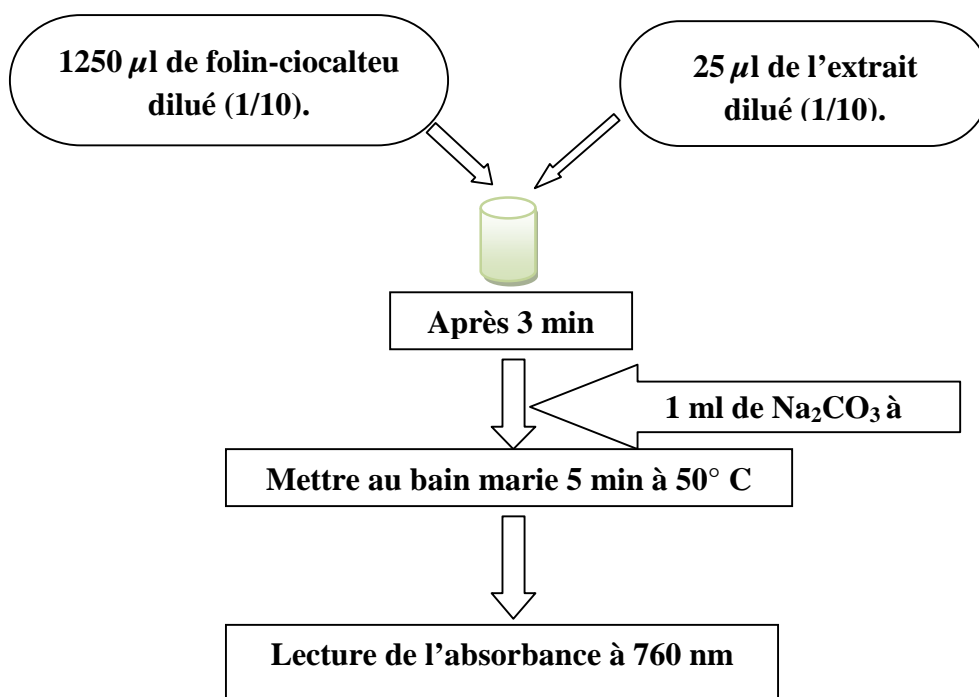 1250 µl de folin-ciocalteu
dilué (1/10).
25 µl de l’extrait
dilué (1/10).
Après 3 min
1 ml de Na₂CO₃ à
Mettre au bain marie 5 min à 50° C
Lecture de l’absorbance à 760 nm